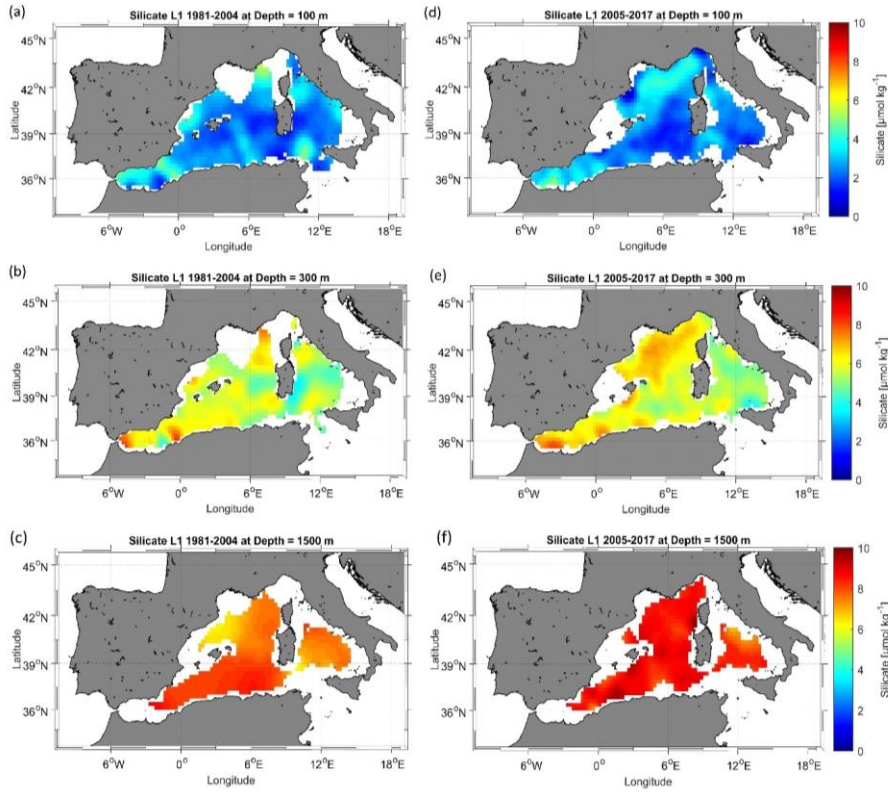 (a)
Silicate L1 1981-2004 at Depth = 100 m
45°N
42°N
39°N
36°N
Latitude
6°W 0° 6°E 12°E 18°E
Longitude
(d)
Silicate L1 2005-2017 at Depth = 100 m
45°N
42°N
39°N
36°N
Latitude
6°W 0° 6°E 12°E 18°E
Longitude
10
8
6
4
2
0
Silicate [μmol kg⁻¹]
(b)
Silicate L1 1981-2004 at Depth = 300 m
45°N
42°N
39°N
36°N
Latitude
6°W 0° 6°E 12°E 18°E
Longitude
(e)
Silicate L1 2005-2017 at Depth = 300 m
45°N
42°N
39°N
36°N
Latitude
6°W 0° 6°E 12°E 18°E
Longitude
10
8
6
4
2
0
Silicate [μmol kg⁻¹]
(c)
Silicate L1 1981-2004 at Depth = 1500 m
45°N
42°N
39°N
36°N
Latitude
6°W 0° 6°E 12°E 18°E
Longitude
(f)
Silicate L1 2005-2017 at Depth = 1500 m
45°N
42°N
39°N
36°N
Latitude
6°W 0° 6°E 12°E 18°E
Longitude
10
8
6
4
2
0
Silicate [μmol kg⁻¹]